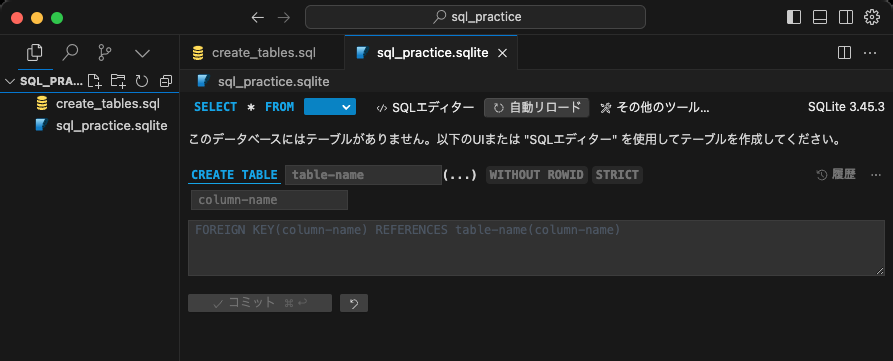 sql_practice
create_tables.sql
sql_practice.sqlite
SQL_PRA...
sql_practice.sqlite
create_tables.sql
sql_practice.sqlite
SELECT * FROM
SQLエディター
自動リロード
その他のツール...
SQLite 3.45.3
このデータベースにはテーブルがありません。以下のUIまたは "SQLエディター" を使用してテーブルを作成してください。
CREATE TABLE table-name (...) WITHOUT ROWID STRICT
履歴
column-name
FOREIGN KEY(column-name) REFERENCES table-name(column-name)
コミット ⌘⏎